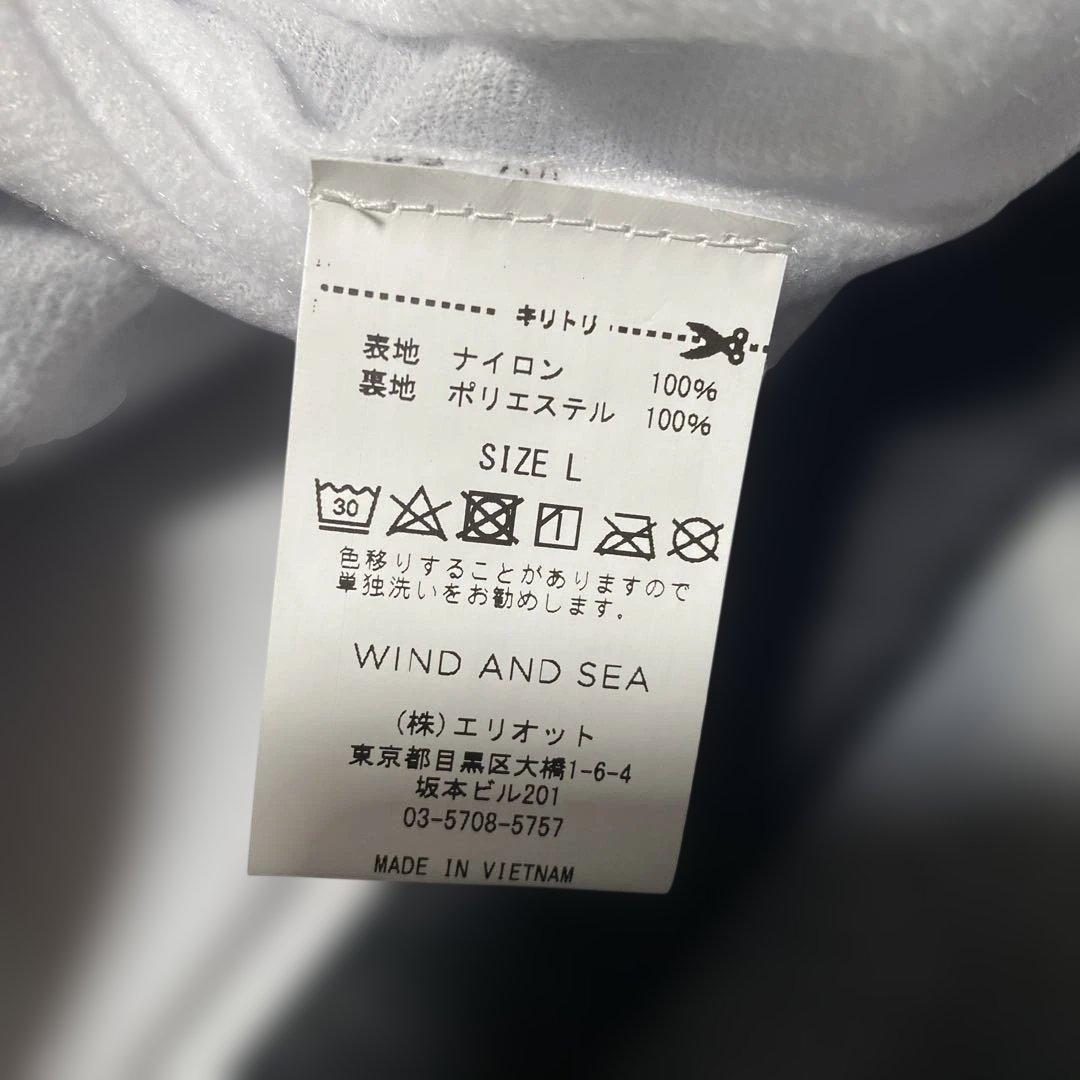 キリトリ
表地 ナイロン 100%
裏地 ポリエステル 100%
SIZE L
30
色移りすることがありますので
単独洗いをお勧めします。
WIND AND SEA
(株)エリオット
東京都目黒区大橋1-6-4
坂本ビル201
03-5708-5757
MADE IN VIETNAM